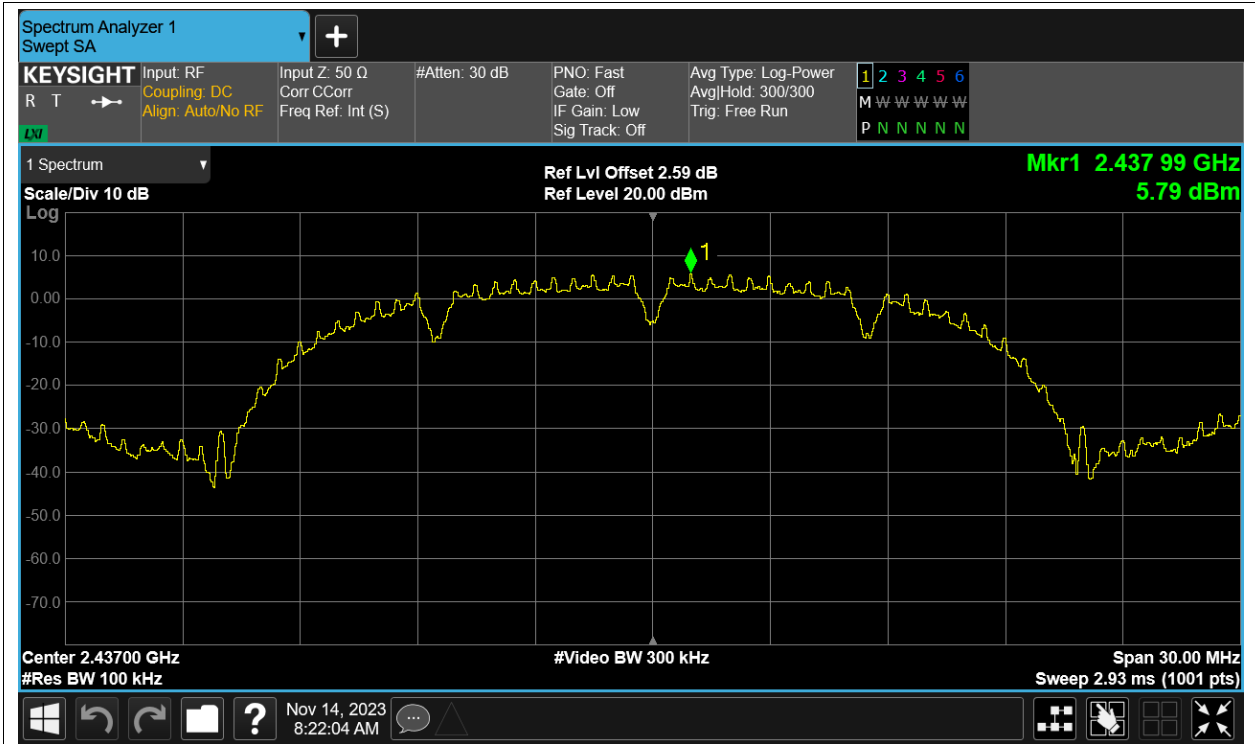 Spectrum Analyzer 1
Swept SA
+
KEYSIGHT Input: RF Input Z: 50 Ω #Atten: 30 dB PNO: Fast Avg Type: Log-Power 1 2 3 4 5 6
R T Coupling: DC Corr CCorr Gate: Off Avg|Hold: 300/300 M W W W W W
Align: Auto/No RF Freq Ref: Int (S) IF Gain: Low Trig: Free Run
LXI Sig Track: Off P N N N N N
1 Spectrum Ref Lvl Offset 2.59 dB Mkr1 2.437 99 GHz
Scale/Div 10 dB Ref Level 20.00 dBm 5.79 dBm
Log
1
10.0
0.00
-10.0
-20.0
-30.0
-40.0
-50.0
-60.0
-70.0
Center 2.43700 GHz #Video BW 300 kHz Span 30.00 MHz
#Res BW 100 kHz Sweep 2.93 ms (1001 pts)
? Nov 14, 2023
8:22:04 AM